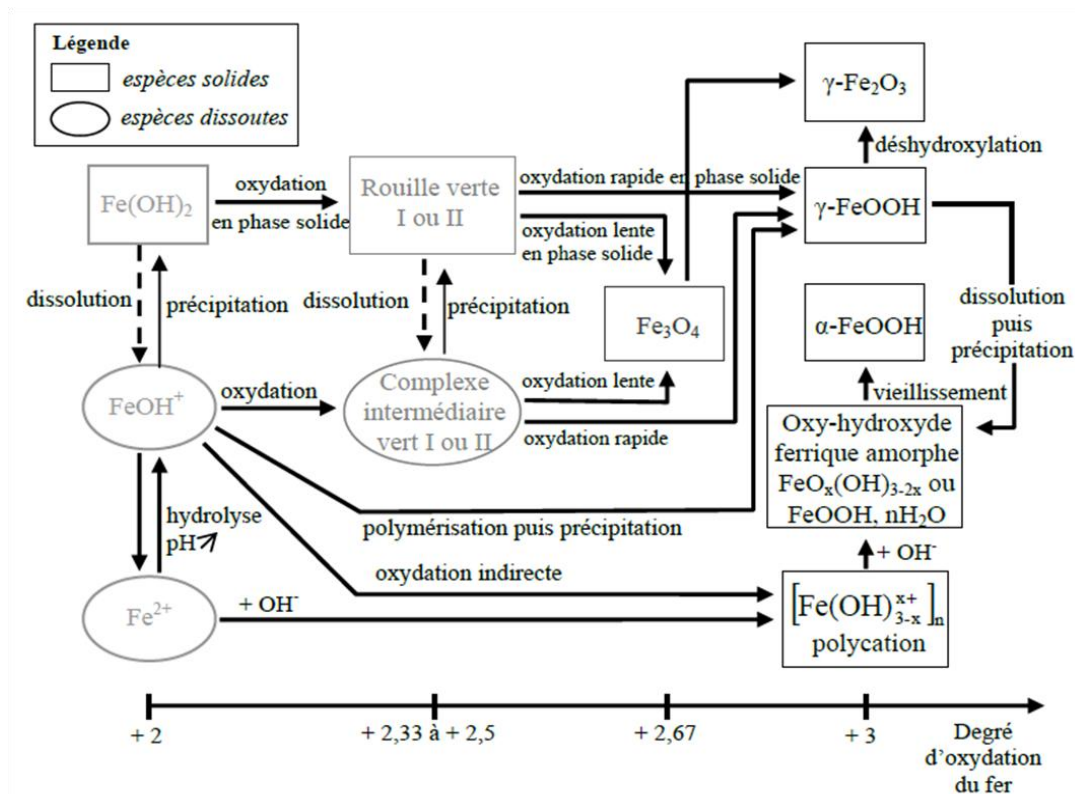 Légende
espèces solides
espèces dissoutes
γ-Fe₂O₃
déshydroxylation
Fe(OH)₂
oxydation
en phase solide
Rouille verte
I ou II
oxydation rapide en phase solide
oxydation lente
en phase solide
γ-FeOOH
dissolution
précipitation
dissolution
précipitation
Fe₃O₄
α-FeOOH
dissolution
puis
précipitation
FeOH⁺
oxydation
Complexe
intermédiaire
vert I ou II
oxydation lente
oxydation rapide
vieillissement
Oxy-hydroxyde
ferrique amorphe
FeOₓ(OH)₃₋₂ₓ ou
FeOOH, nH₂O
hydrolyse
pH↗
polymérisation puis précipitation
+ OH⁻
oxydation indirecte
Fe²⁺
+ OH⁻
[Fe(OH)₃₋ₓˣ⁺]ₙ
polycation
+ 2
+ 2,33 à + 2,5
+ 2,67
+ 3
Degré
d’oxydation
du fer